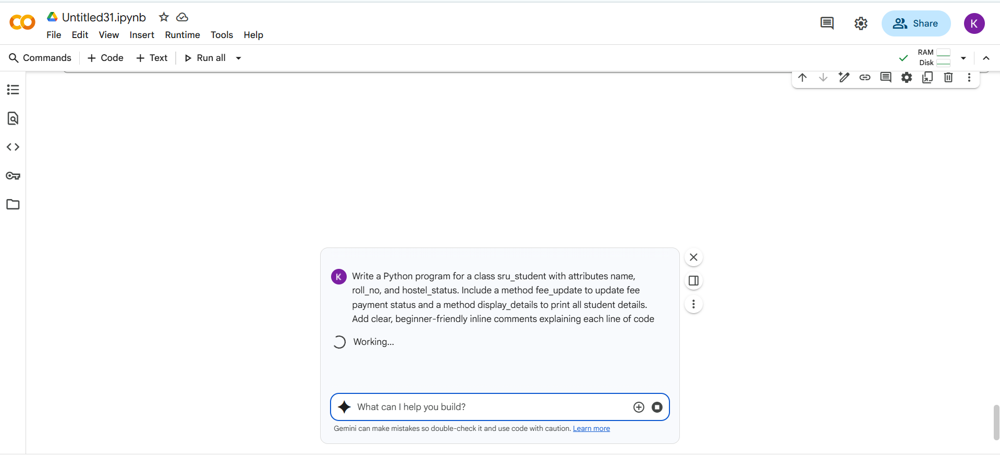 Untitled31.ipynb
File Edit View Insert Runtime Tools Help
Share
K
Commands + Code + Text Run all
RAM
Disk
K
Write a Python program for a class sru_student with attributes name,
roll_no, and hostel_status. Include a method fee_update to update fee
payment status and a method display_details to print all student details.
Add clear, beginner-friendly inline comments explaining each line of code
Working...
What can I help you build?
Gemini can make mistakes so double-check it and use code with caution. Learn more